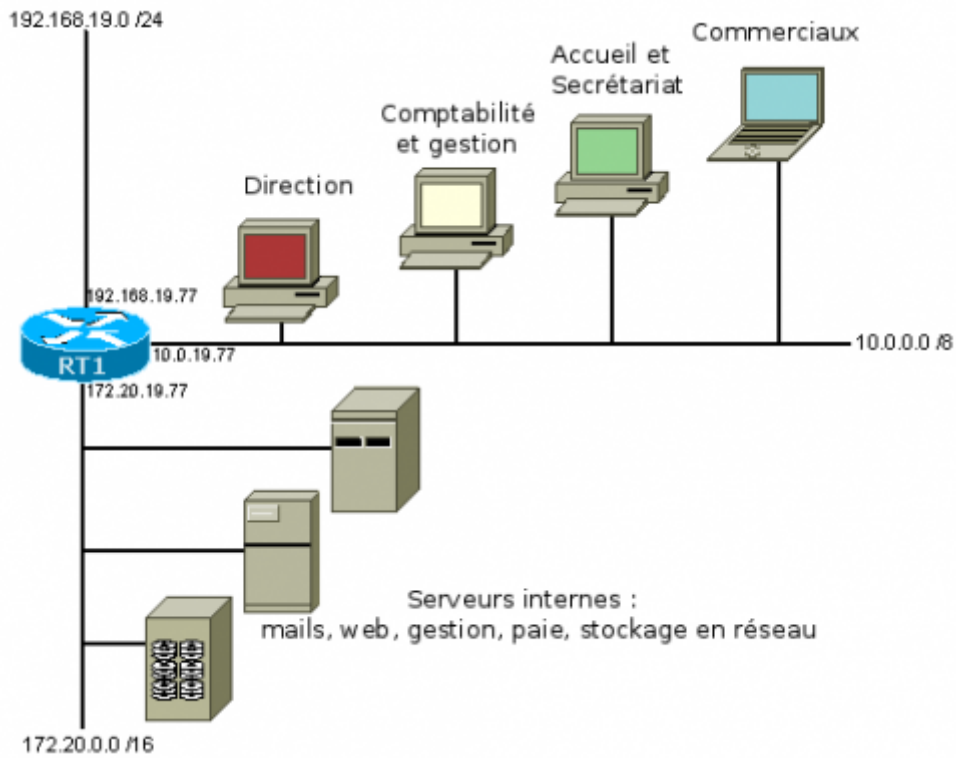 192.168.19.0 /24
Commerciaux
Accueil et
Secrétariat
Comptabilité
et gestion
Direction
192.168.19.77
RT1
10.0.19.77
10.0.0.0 /8
172.20.19.77
Serveurs internes :
mails, web, gestion, paie, stockage en réseau
172.20.0.0 /16